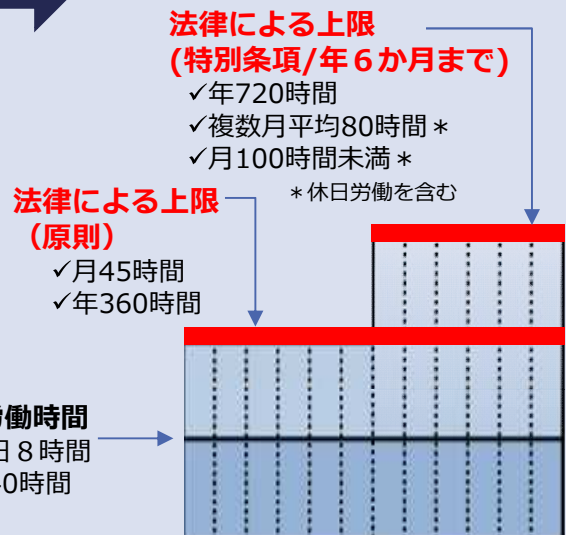 法律による上限
(特別条項/年６か月まで)
✓年720時間
✓複数月平均80時間＊
✓月100時間未満＊
＊休日労働を含む
法律による上限
（原則）
✓月45時間
✓年360時間
働時間
日８時間
0時間